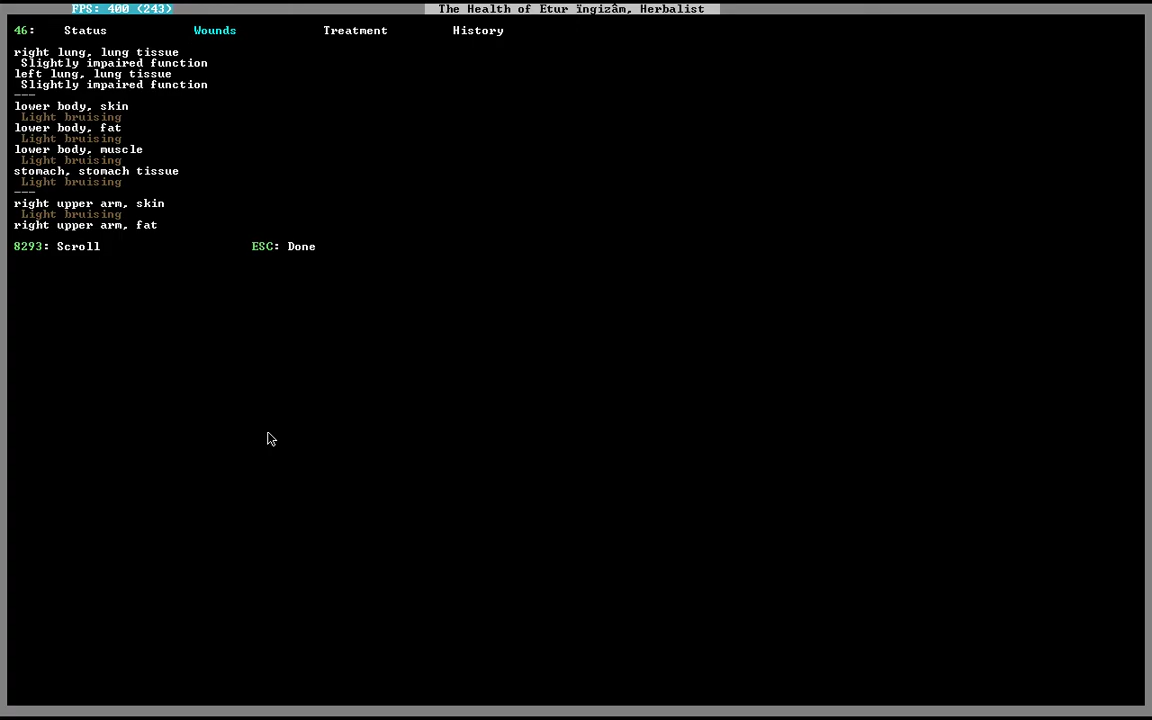 FPS: 400 (243)
The Health of Etur ïngizâm, Herbalist
46: Status Wounds Treatment History
right lung, lung tissue
Slightly impaired function
left lung, lung tissue
Slightly impaired function
---
lower body, skin
Light bruising
lower body, fat
Light bruising
lower body, muscle
Light bruising
stomach, stomach tissue
Light bruising
---
right upper arm, skin
Light bruising
right upper arm, fat
8293: Scroll ESC: Done